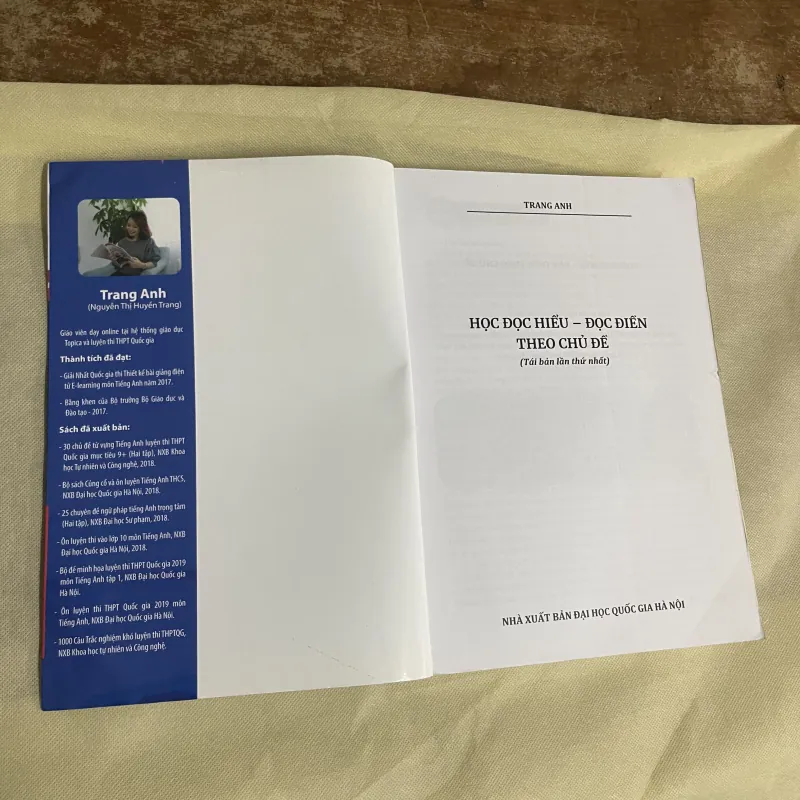 Trang Anh
(Nguyễn Thị Huyền Trang)
Giáo viên dạy online tại hệ thống giáo dục
Topica và luyện thi THPT Quốc gia
Thành tích đã đạt:
- Giải Nhất Quốc gia thi Thiết kế bài giảng điện
tử E-learning môn Tiếng Anh năm 2017.
- Bằng khen của Bộ trưởng Bộ Giáo dục và
Đào tạo - 2017.
Sách đã xuất bản:
- 30 chủ đề từ vựng Tiếng Anh luyện thi THPT
Quốc gia mục tiêu 9+ (Hai tập), NXB Khoa
học Tự nhiên và Công nghệ, 2018.
- Bộ sách Củng cố và ôn luyện Tiếng Anh THCS,
NXB Đại học Quốc gia Hà Nội, 2018.
- 25 chuyên đề ngữ pháp tiếng Anh trọng tâm
(Hai tập), NXB Đại học Sư phạm, 2018.
- Ôn luyện thi vào lớp 10 môn Tiếng Anh, NXB
Đại học Quốc gia Hà Nội, 2018.
- Bộ đề minh họa luyện thi THPT Quốc gia 2019
môn Tiếng Anh tập 1, NXB Đại học Quốc gia
Hà Nội.
- Ôn luyện thi THPT Quốc gia 2019 môn
Tiếng Anh, NXB Đại học Quốc gia Hà Nội.
- 3000 Câu Trắc nghiệm khó luyện thi THPTQG,
NXB Khoa học tự nhiên và Công nghệ.
TRANG ANH
HỌC ĐỌC HIỂU – ĐỌC ĐIỀN
THEO CHỦ ĐỀ
(Tái bản lần thứ nhất)
NHÀ XUẤT BẢN ĐẠI HỌC QUỐC GIA HÀ NỘI